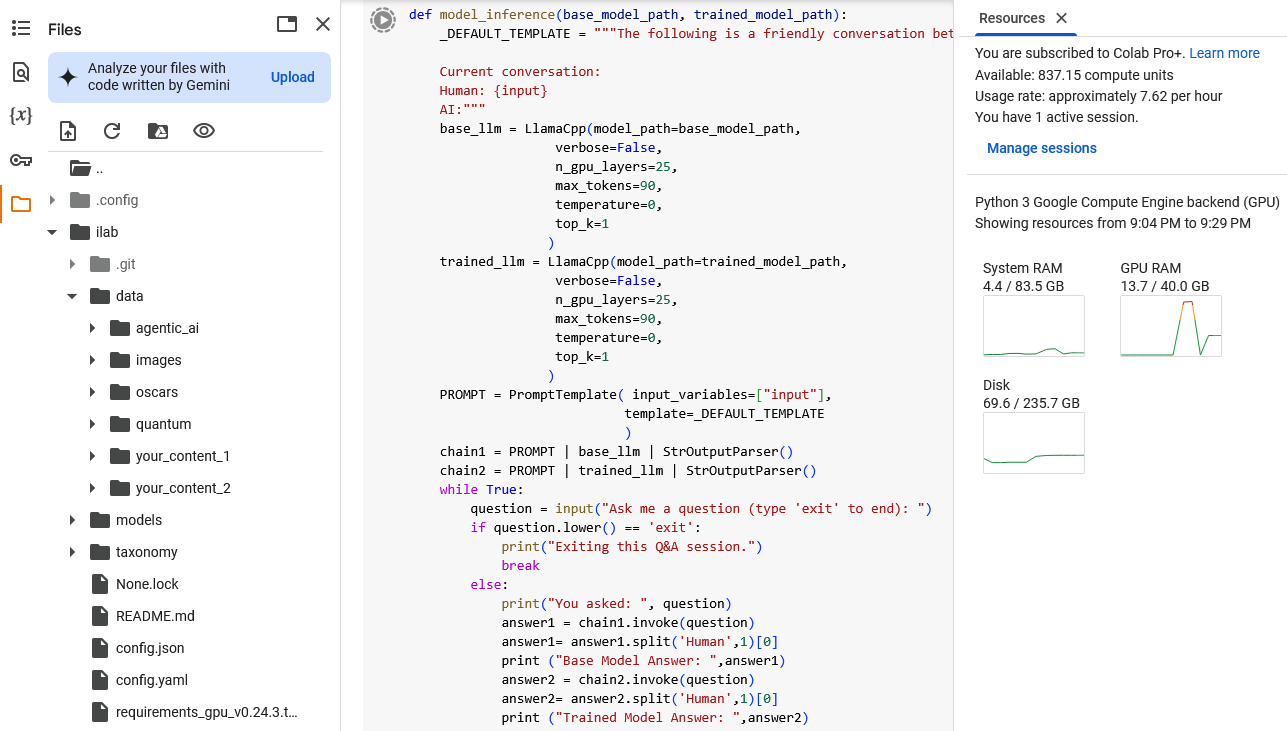 Files
Analyze your files with
code written by Gemini
Upload
{x}
..
.config
ilab
.git
data
agentic_ai
images
oscars
quantum
your_content_1
your_content_2
models
taxonomy
None.lock
README.md
config.json
config.yaml
requirements_gpu_v0.24.3.t...
def model_inference(base_model_path, trained_model_path):
    _DEFAULT_TEMPLATE = """The following is a friendly conversation bet
    Current conversation:
    Human: {input}
    AI:"""
    base_llm = LlamaCpp(model_path=base_model_path,
                   verbose=False,
                   n_gpu_layers=25,
                   max_tokens=90,
                   temperature=0,
                   top_k=1
                  )
    trained_llm = LlamaCpp(model_path=trained_model_path,
                   verbose=False,
                   n_gpu_layers=25,
                   max_tokens=90,
                   temperature=0,
                   top_k=1
                  )
    PROMPT = PromptTemplate( input_variables=["input"],
                            template=_DEFAULT_TEMPLATE
                            )
    chain1 = PROMPT | base_llm | StrOutputParser()
    chain2 = PROMPT | trained_llm | StrOutputParser()
    while True:
        question = input("Ask me a question (type 'exit' to end): ")
        if question.lower() == 'exit':
            print("Exiting this Q&A session.")
            break
        else:
            print("You asked: ", question)
            answer1 = chain1.invoke(question)
            answer1= answer1.split('Human',1)[0]
            print ("Base Model Answer: ",answer1)
            answer2 = chain2.invoke(question)
            answer2= answer2.split('Human',1)[0]
            print ("Trained Model Answer: ",answer2)
Resources
You are subscribed to Colab Pro+. Learn more
Available: 837.15 compute units
Usage rate: approximately 7.62 per hour
You have 1 active session.
Manage sessions
Python 3 Google Compute Engine backend (GPU)
Showing resources from 9:04 PM to 9:29 PM
System RAM
4.4 / 83.5 GB
GPU RAM
13.7 / 40.0 GB
Disk
69.6 / 235.7 GB